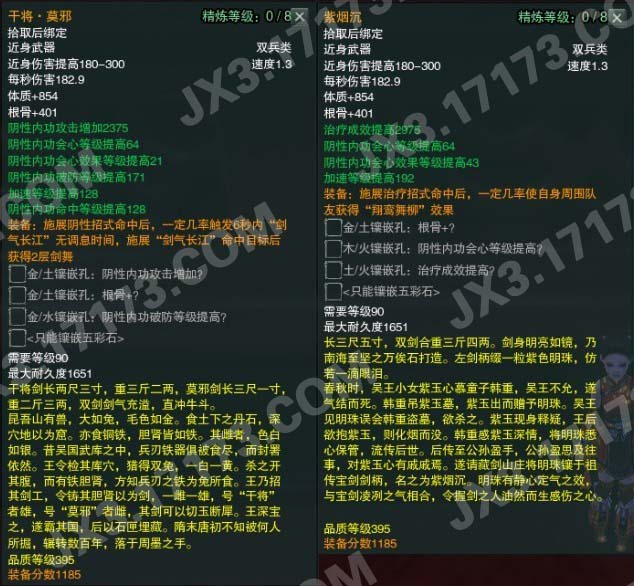 干将·莫邪 精炼等级：0 / 8
拾取后绑定
近身武器 双兵类
近身伤害提高180-300 速度1.3
每秒伤害182.9
体质+854
根骨+401
阴性内功攻击增加2375
阴性内功会心等级提高64
阴性内功会心效果等级提高21
阴性内功破防等级提高171
加速等级提高128
阴性内功命中等级提高128
装备：施展阴性招式命中后，一定几率触发6秒内“剑
气长江”无调息时间，施展“剑气长江”命中目标后
获得2层剑舞
金/土镶嵌孔：阴性内功攻击增加?
金/木镶嵌孔：根骨+?
金/水镶嵌孔：阴性内功破防等级提高?
<只能镶嵌五彩石>
需要等级90
最大耐久度1651
干将剑长两尺三寸，重三斤二两，莫邪剑长三尺一寸，
重二斤三两，双剑剑气充溢，直冲牛斗。
昆吾山有兽，大如兔，毛色如金。食土下之丹石，深
穴地以为窟。亦食铜铁，胆肾皆如铁。其雌者，色白
如银。昔吴国武库之中，兵刃铁器俱被食尽，而封署
依然。王令检其库穴，猎得双兔，一白一黄。杀之开
其腹，而有铁胆肾，方知兵刃之铁为兔所食。王乃招
其剑工，令铸其胆肾以为剑，一雌一雄，号“干将”
者雄，号“莫邪”者雌，其剑可以切玉断犀。王深宝
之，遂霸其国，后以石匣埋藏。隋末唐初不知被何人
所掘，辗转数百年，落于周墨之手。
品质等级395
装备分数1185
紫烟沉 精炼等级：0 / 8
拾取后绑定
近身武器 双兵类
近身伤害提高180-300 速度1.3
每秒伤害182.9
体质+854
根骨+401
治疗成效提高2975
阴性内功会心等级提高64
阴性内功会心效果等级提高43
加速等级提高192
装备：施展治疗招式命中后，一定几率使自身周围队
友获得“翔鸾舞柳”效果
金/木镶嵌孔：根骨+?
木/火镶嵌孔：阴性内功会心等级提高?
土/火镶嵌孔：治疗成效提高?
<只能镶嵌五彩石>
需要等级90
最大耐久度1651
长三尺五寸，双剑合重三斤四两。剑身明亮如镜，乃
南海至坚之万俟石打造。左剑柄缀一粒紫色明珠，仿
若一滴眼泪。
春秋时，吴王小女紫玉心慕童子韩重，吴王不允，遂
气结而死。韩重吊紫玉墓，紫玉出而赠予明珠。吴王
见明珠误会韩重盗墓，欲杀之。紫玉现身释疑，王后
欲抱紫玉，则化烟而没。韩重感紫玉深情，将明珠悉
心保管，流传后世。后传至公孙盈手，公孙盈思及往
事，对紫玉心有戚戚焉。遂请藏剑山庄将明珠镶于祖
传宝剑剑柄，名之为紫烟沉。明珠有静心定气之效，
与宝剑凌冽之气相合，令握剑之人油然而生感伤之心。
品质等级395
装备分数1185
JX3.17173.COM